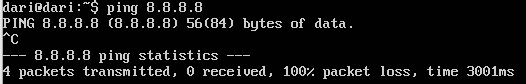 dari@dari:~$ ping 8.8.8.8
PING 8.8.8.8 (8.8.8.8) 56(84) bytes of data.
^C
--- 8.8.8.8 ping statistics ---
4 packets transmitted, 0 received, 100% packet loss, time 3001ms